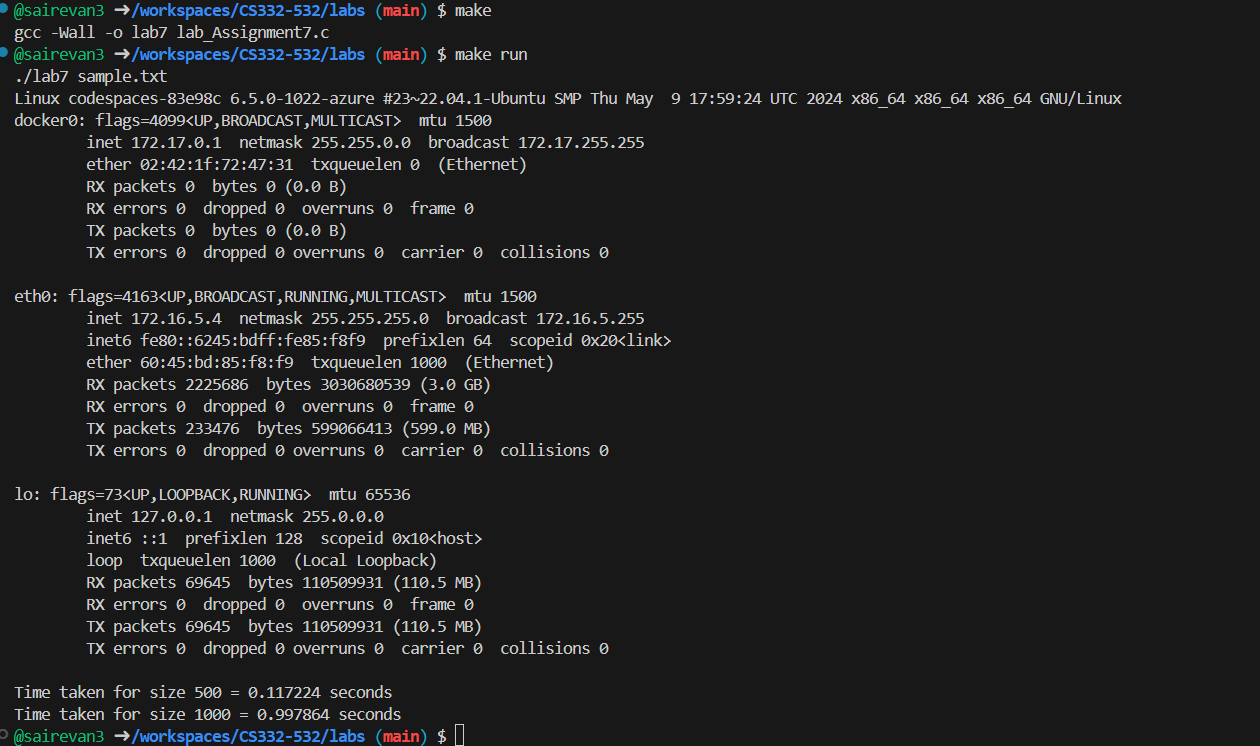 @sairevan3 ➜/workspaces/CS332-532/labs (main) $ make
gcc -Wall -o lab7 lab_Assignment7.c
@sairevan3 ➜/workspaces/CS332-532/labs (main) $ make run
./lab7 sample.txt
Linux codespaces-83e98c 6.5.0-1022-azure #23~22.04.1-Ubuntu SMP Thu May  9 17:59:24 UTC 2024 x86_64 x86_64 x86_64 GNU/Linux
docker0: flags=4099<UP,BROADCAST,MULTICAST>  mtu 1500
        inet 172.17.0.1  netmask 255.255.0.0  broadcast 172.17.255.255
        ether 02:42:1f:72:47:31  txqueuelen 0  (Ethernet)
        RX packets 0  bytes 0 (0.0 B)
        RX errors 0  dropped 0  overruns 0  frame 0
        TX packets 0  bytes 0 (0.0 B)
        TX errors 0  dropped 0 overruns 0  carrier 0  collisions 0

eth0: flags=4163<UP,BROADCAST,RUNNING,MULTICAST>  mtu 1500
        inet 172.16.5.4  netmask 255.255.255.0  broadcast 172.16.5.255
        inet6 fe80::6245:bdff:fe85:f8f9  prefixlen 64  scopeid 0x20<link>
        ether 60:45:bd:85:f8:f9  txqueuelen 1000  (Ethernet)
        RX packets 2225686  bytes 3030680539 (3.0 GB)
        RX errors 0  dropped 0  overruns 0  frame 0
        TX packets 233476  bytes 599066413 (599.0 MB)
        TX errors 0  dropped 0 overruns 0  carrier 0  collisions 0

lo: flags=73<UP,LOOPBACK,RUNNING>  mtu 65536
        inet 127.0.0.1  netmask 255.0.0.0
        inet6 ::1  prefixlen 128  scopeid 0x10<host>
        loop  txqueuelen 1000  (Local Loopback)
        RX packets 69645  bytes 110509931 (110.5 MB)
        RX errors 0  dropped 0  overruns 0  frame 0
        TX packets 69645  bytes 110509931 (110.5 MB)
        TX errors 0  dropped 0 overruns 0  carrier 0  collisions 0

Time taken for size 500 = 0.117224 seconds
Time taken for size 1000 = 0.997864 seconds
@sairevan3 ➜/workspaces/CS332-532/labs (main) $